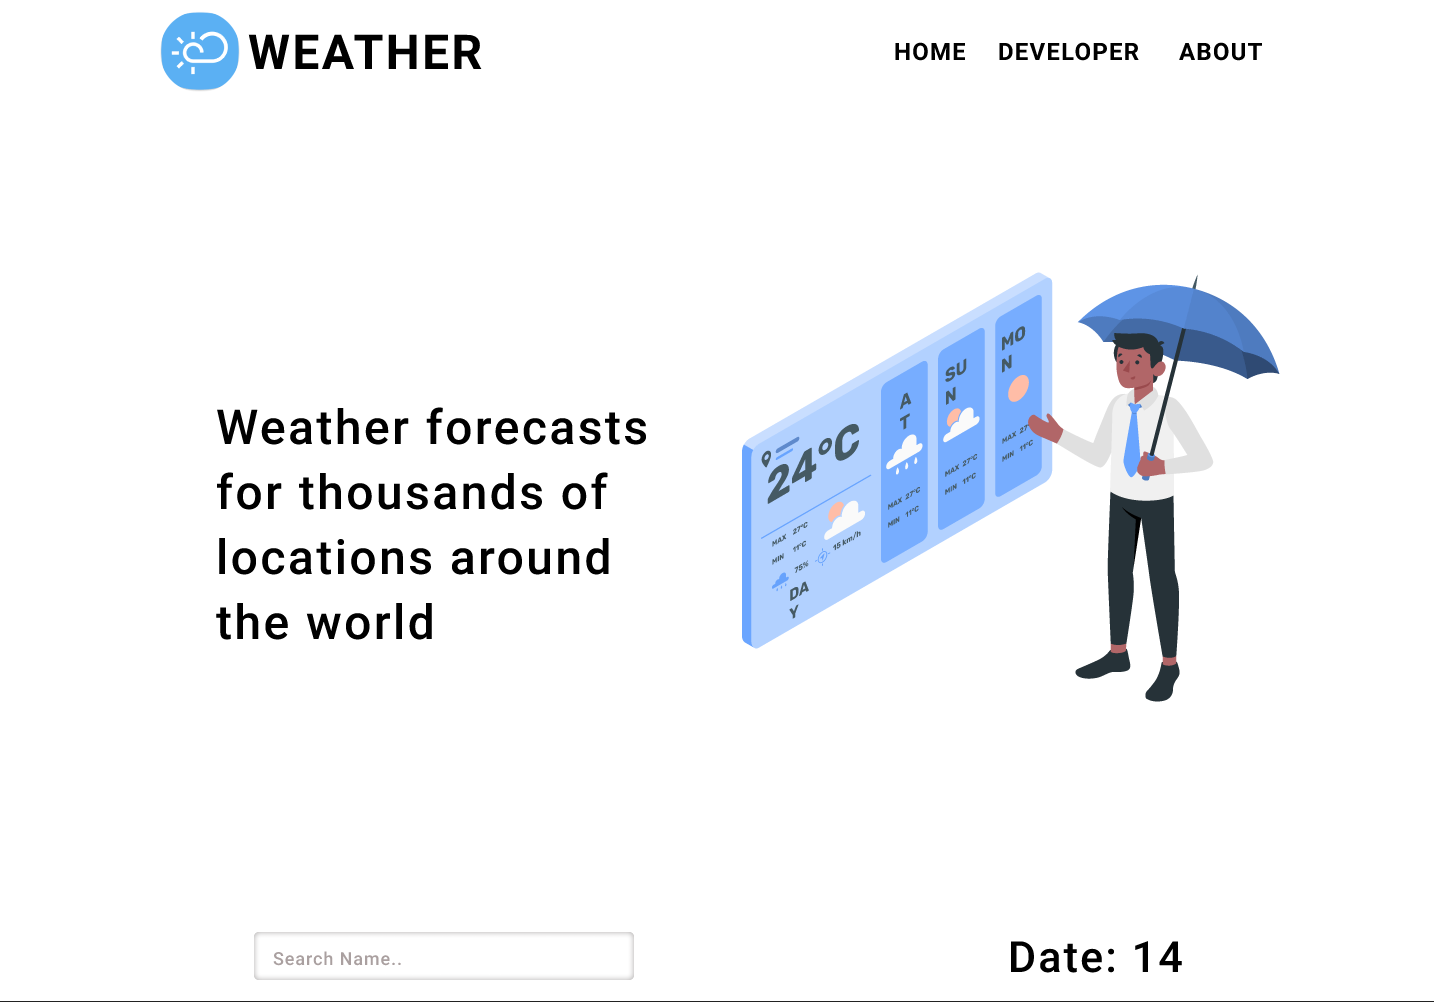 WEATHER
HOME DEVELOPER ABOUT
Weather forecasts
for thousands of
locations around
the world
24°C
MAX 27°C
MIN 11°C
75% 15 km/h
DA
Y
A
T
MAX 27°C
MIN 11°C
SU
N
MAX 27°C
MIN 11°C
MO
N
MAX 27
MIN 11°C
Search Name..
Date: 14